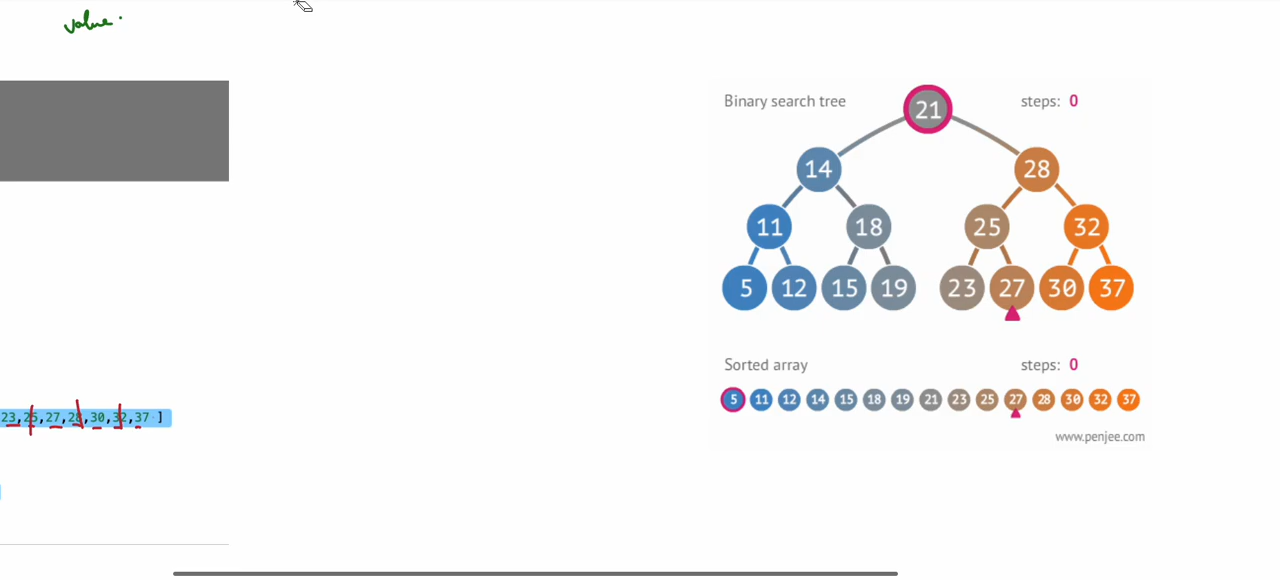 value.
Binary search tree
steps: 0
21
14 28
11 18 25 32
5 12 15 19 23 27 30 37
Sorted array
steps: 0
5 11 12 14 15 18 19 21 23 25 27 28 30 32 37
23,25,27,28,30,32,37 ]
www.penjee.com